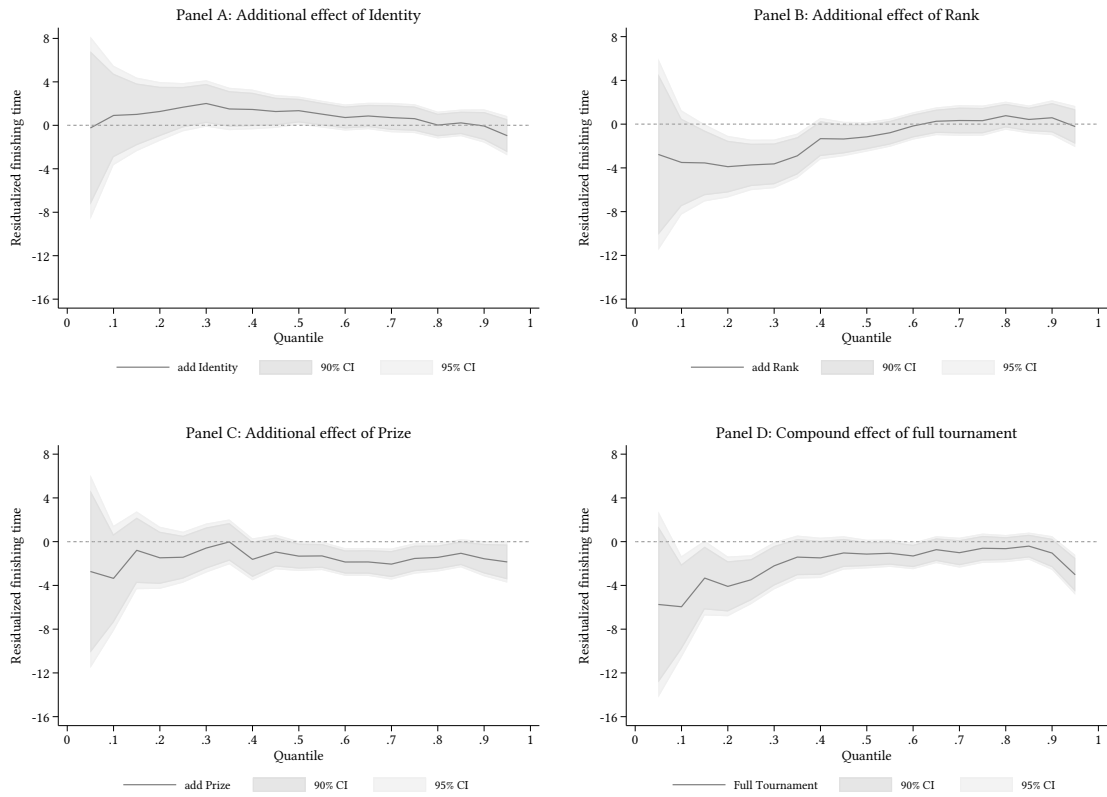 Panel A: Additional effect of Identity
Residualized finishing time
8
4
0
-4
-8
-12
-16
0 .1 .2 .3 .4 .5 .6 .7 .8 .9 1
Quantile
add Identity 90% CI 95% CI
Panel B: Additional effect of Rank
Residualized finishing time
8
4
0
-4
-8
-12
-16
0 .1 .2 .3 .4 .5 .6 .7 .8 .9 1
Quantile
add Rank 90% CI 95% CI
Panel C: Additional effect of Prize
Residualized finishing time
8
4
0
-4
-8
-12
-16
0 .1 .2 .3 .4 .5 .6 .7 .8 .9 1
Quantile
add Prize 90% CI 95% CI
Panel D: Compound effect of full tournament
Residualized finishing time
8
4
0
-4
-8
-12
-16
0 .1 .2 .3 .4 .5 .6 .7 .8 .9 1
Quantile
Full Tournament 90% CI 95% CI